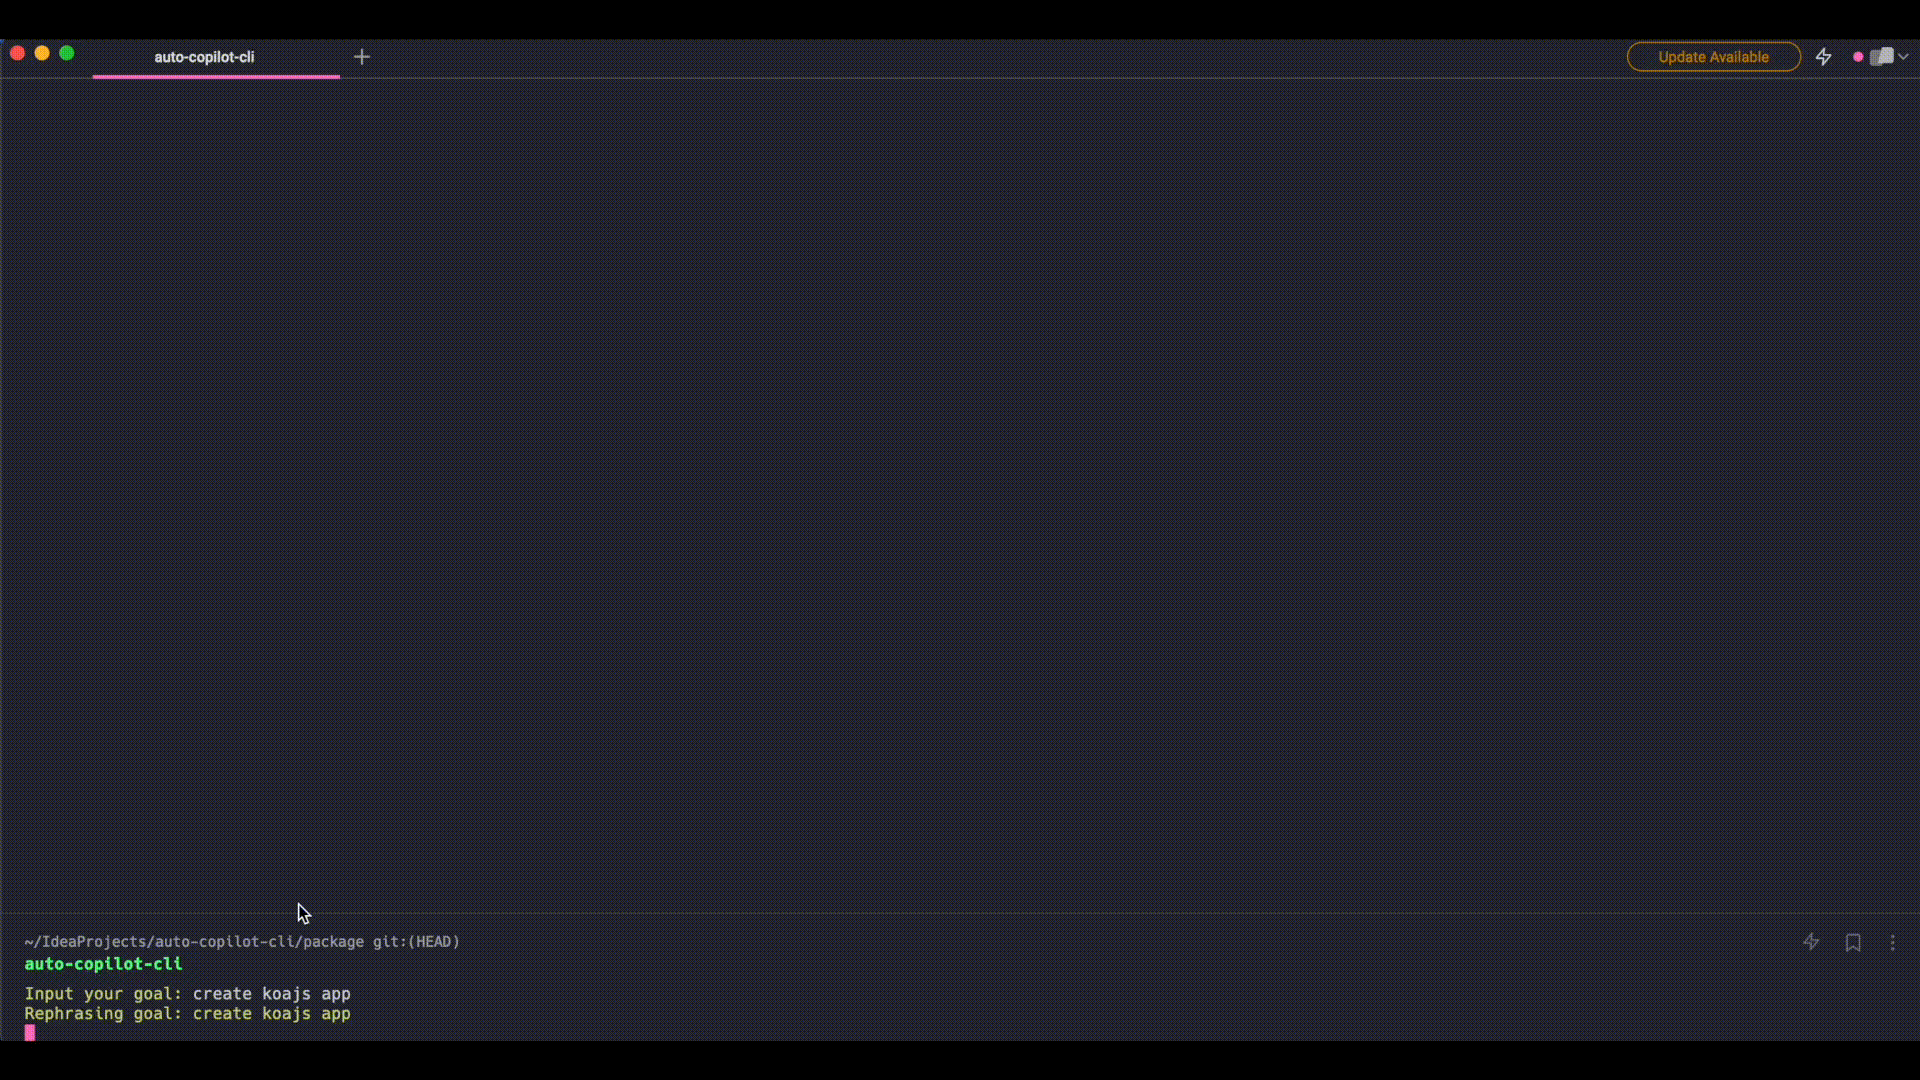 auto-copilot-cli
Update Available
~/IdeaProjects/auto-copilot-cli/package git:(HEAD)
auto-copilot-cli
Input your goal: create koajs app
Rephrasing goal: create koajs app